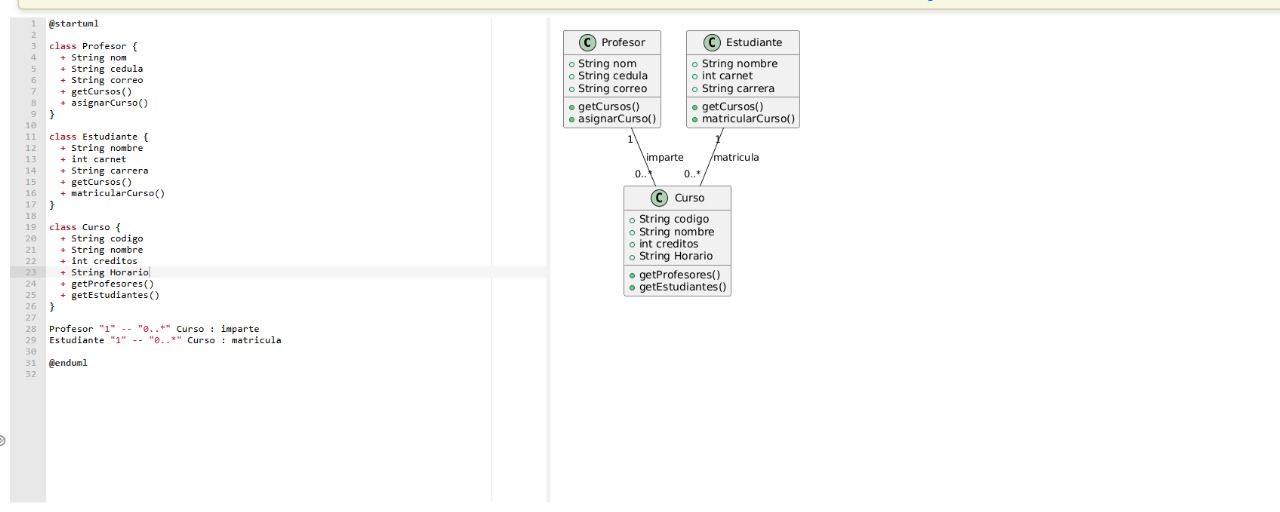 1 @startuml
2
3 class Profesor {
4 + String nom
5 + String cedula
6 + String correo
7 + getCursos()
8 + asignarCurso()
9 }
10
11 class Estudiante {
12 + String nombre
13 + int carnet
14 + String carrera
15 + getCursos()
16 + matricularCurso()
17 }
18
19 class Curso {
20 + String codigo
21 + String nombre
22 + int creditos
23 + String Horario
24 + getProfesores()
25 + getEstudiantes()
26 }
27
28 Profesor "1" -- "0..*" Curso : imparte
29 Estudiante "1" -- "0..*" Curso : matricula
30
31 @enduml
32
C Profesor
String nom
String cedula
String correo
getCursos()
asignarCurso()
C Estudiante
String nombre
int carnet
String carrera
getCursos()
matricularCurso()
1 1
imparte matricula
0..* 0..*
C Curso
String codigo
String nombre
int creditos
String Horario
getProfesores()
getEstudiantes()